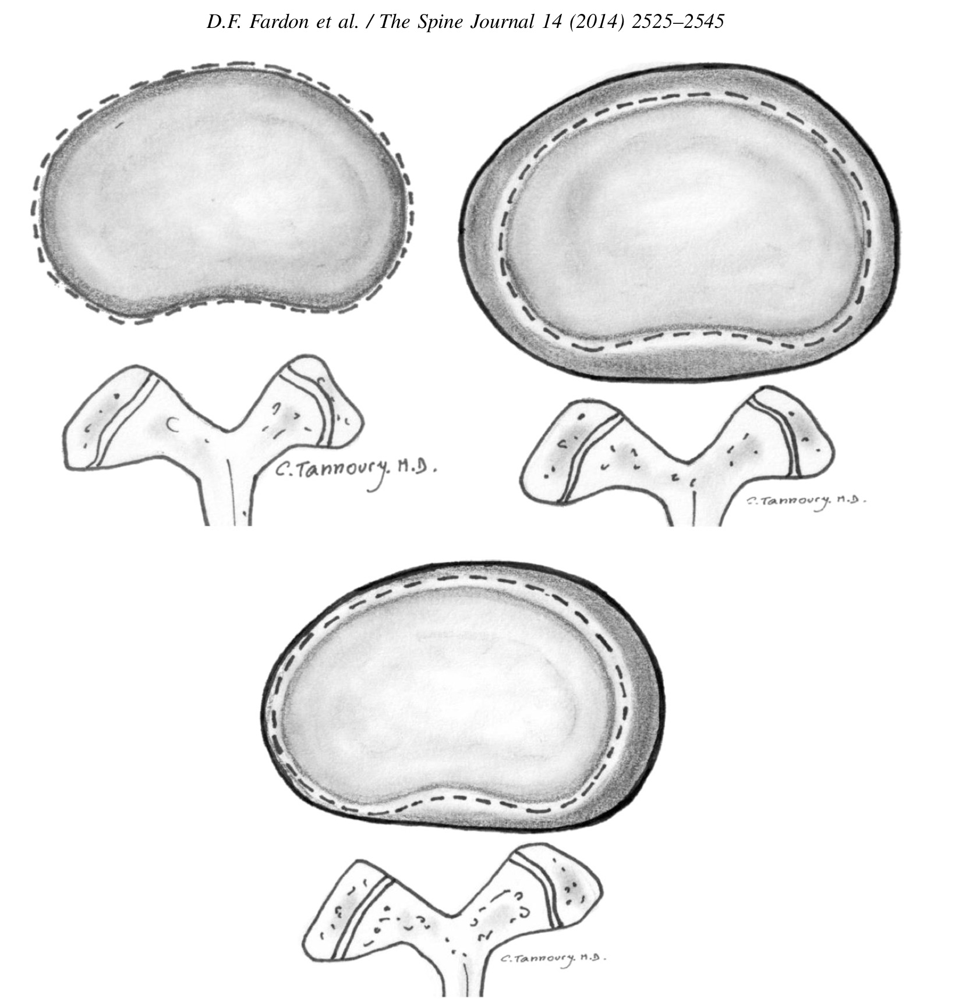 D.F. Fardon et al. / The Spine Journal 14 (2014) 2525–2545
C.Tannoury. M.D.
C.Tannoury. M.D.
C.Tannoury. M.D.